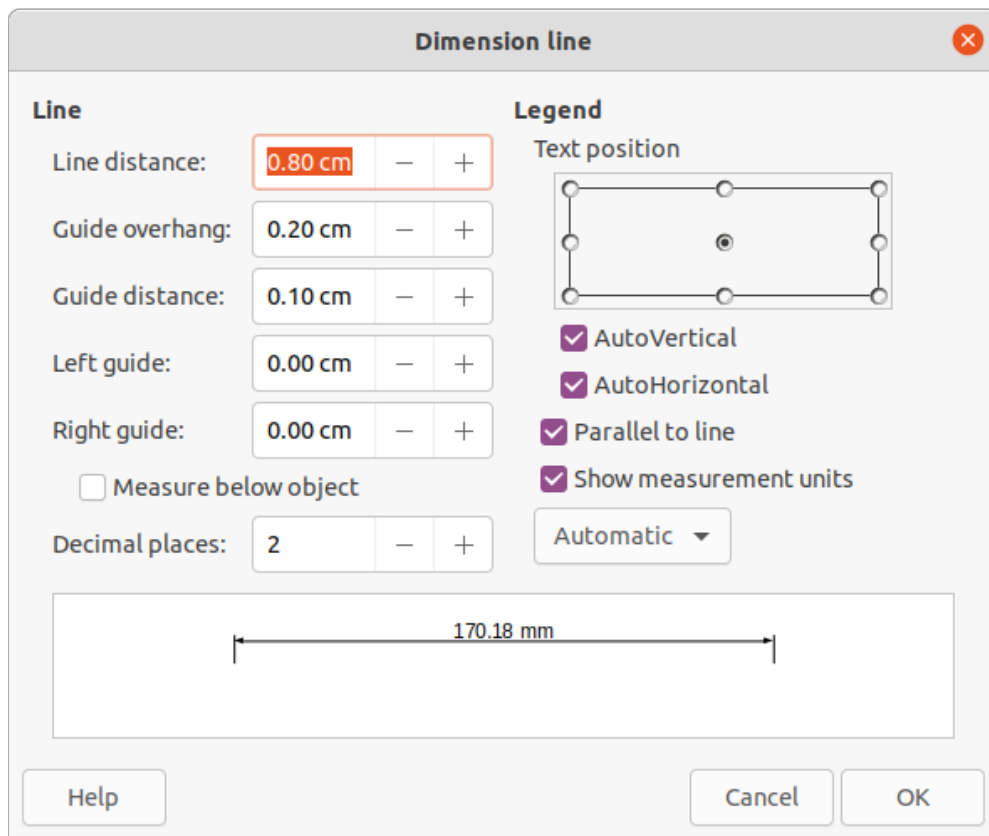 Dimension line
Line
Line distance: 0.80 cm
Guide overhang: 0.20 cm
Guide distance: 0.10 cm
Left guide: 0.00 cm
Right guide: 0.00 cm
Measure below object
Decimal places: 2
Legend
Text position
AutoVertical
AutoHorizontal
Parallel to line
Show measurement units
Automatic
170.18 mm
Help
Cancel
OK